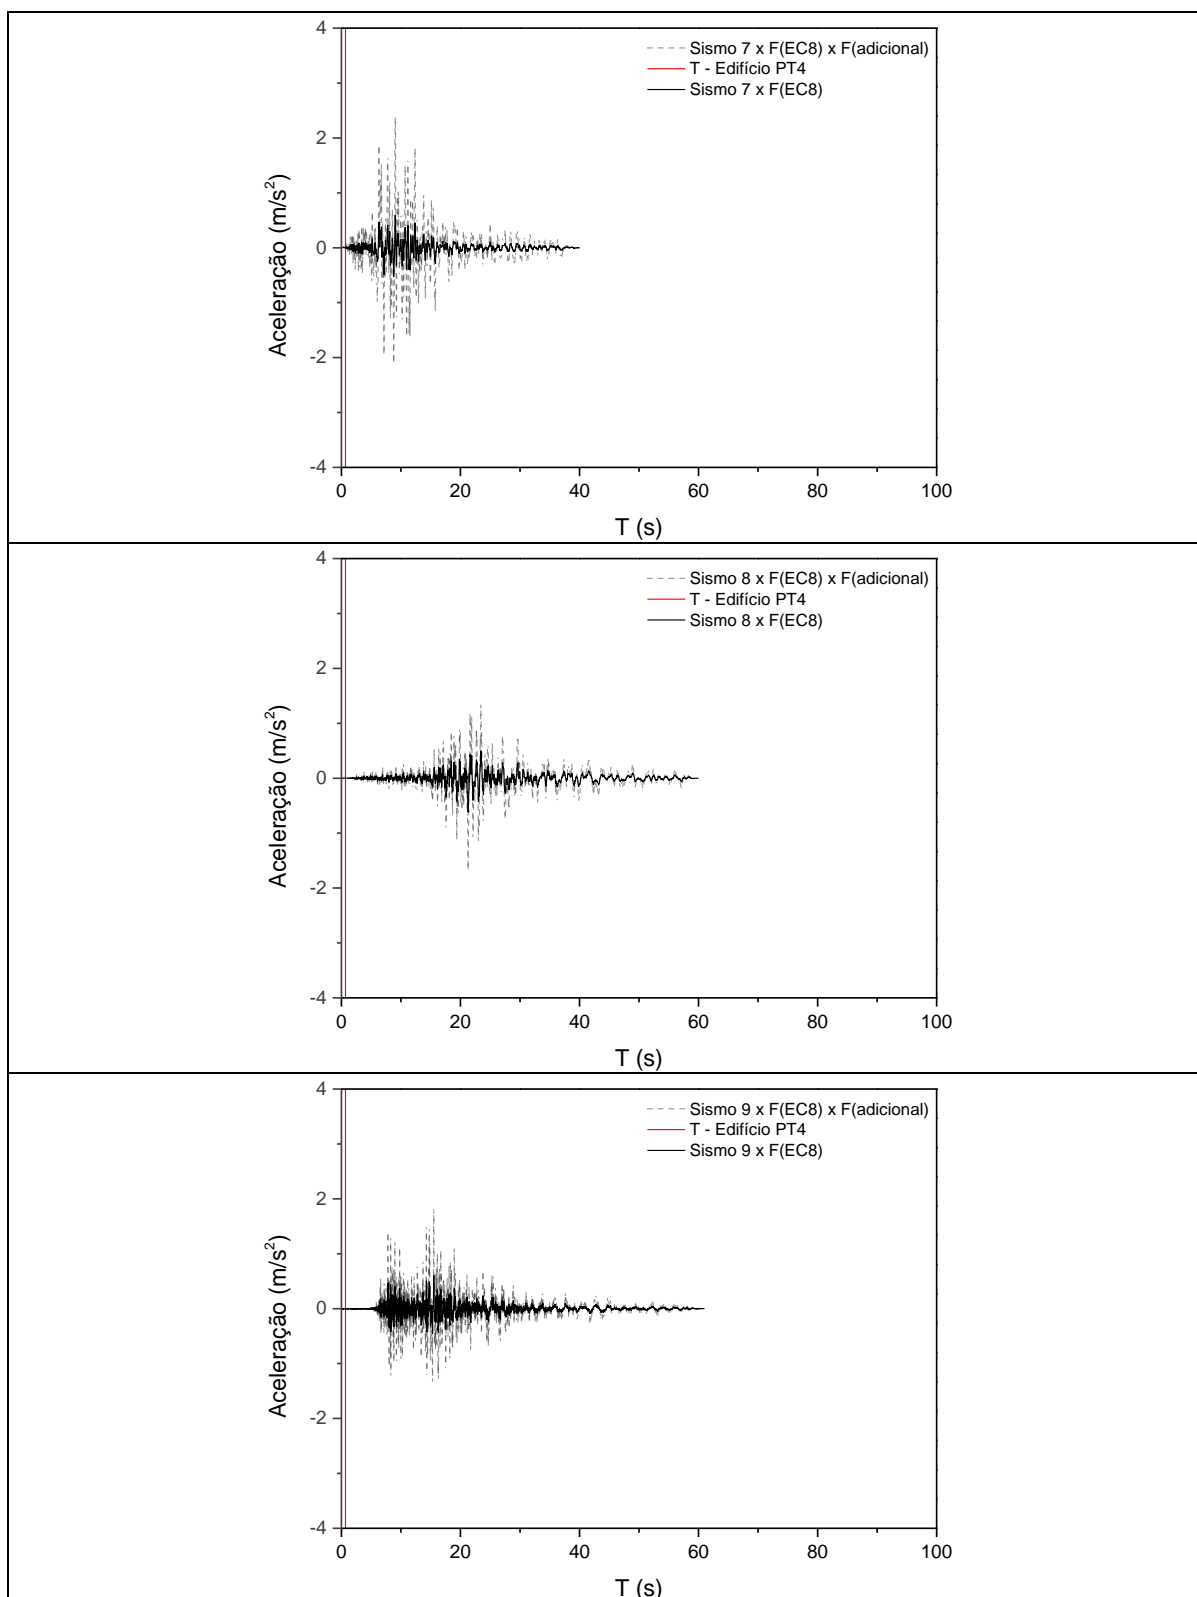 4
Sismo 7 x F(EC8) x F(adicional)
T - Edifício PT4
Sismo 7 x F(EC8)
2
Aceleração (m/s²)
0
-2
-4
0 20 40 60 80 100
T (s)
4
Sismo 8 x F(EC8) x F(adicional)
T - Edifício PT4
Sismo 8 x F(EC8)
2
Aceleração (m/s²)
0
-2
-4
0 20 40 60 80 100
T (s)
4
Sismo 9 x F(EC8) x F(adicional)
T - Edifício PT4
Sismo 9 x F(EC8)
2
Aceleração (m/s²)
0
-2
-4
0 20 40 60 80 100
T (s)